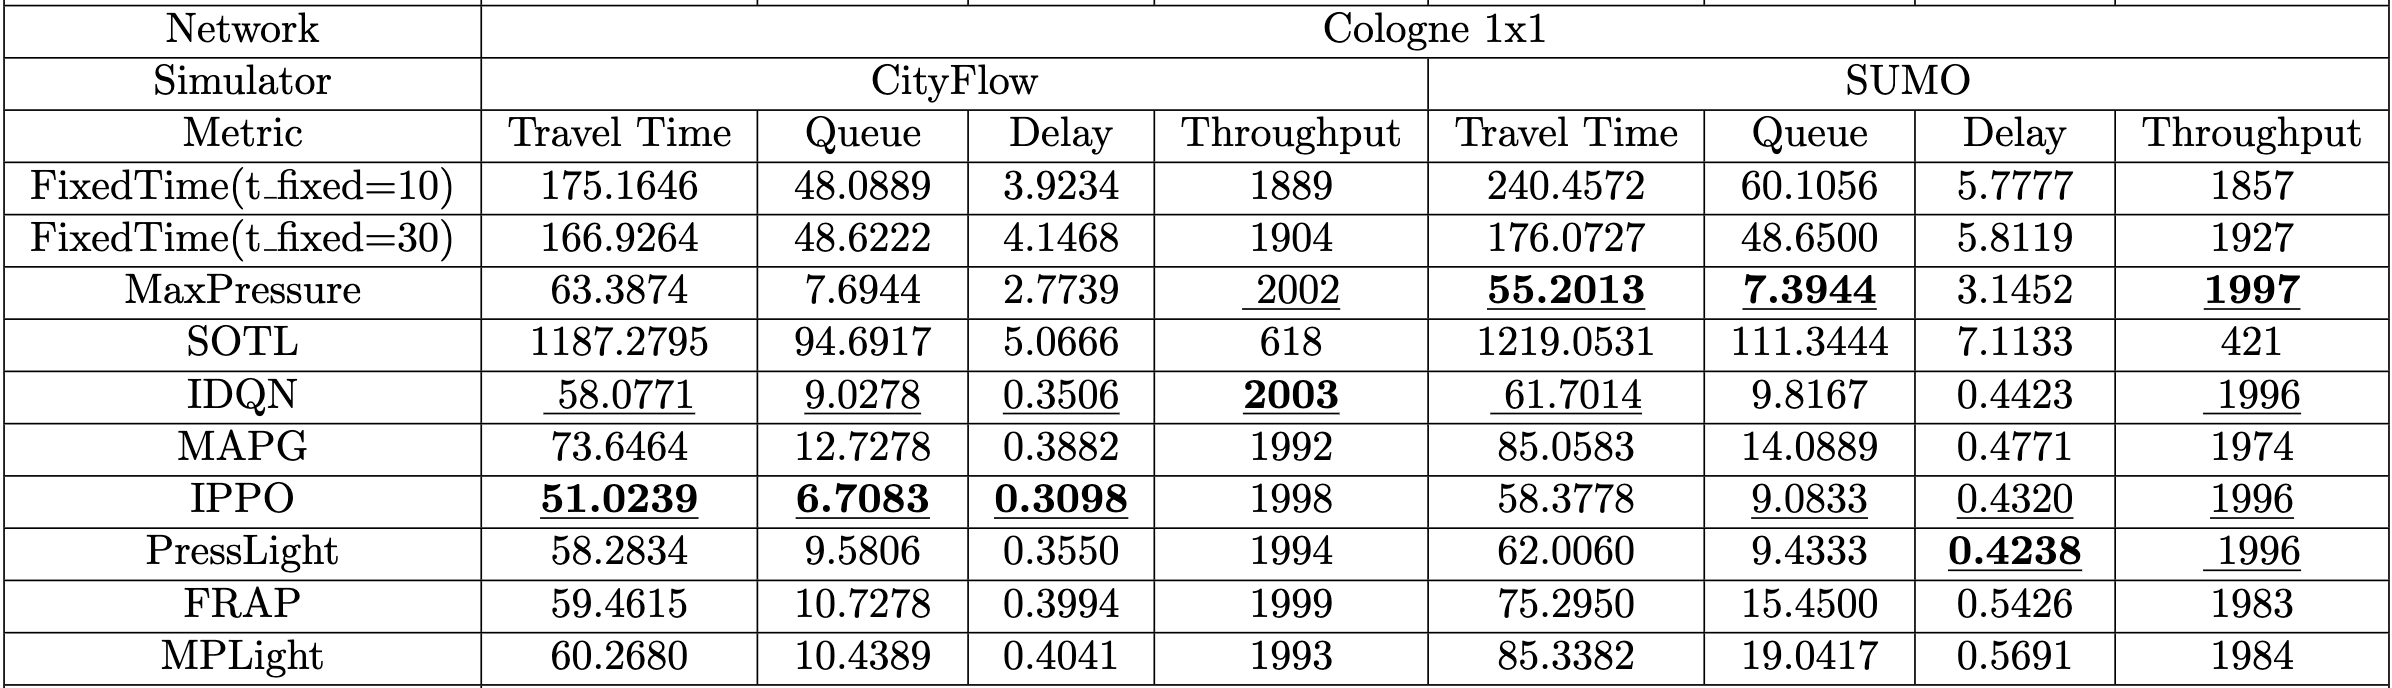 Network Cologne 1x1
Simulator CityFlow SUMO
Metric Travel Time Queue Delay Throughput Travel Time Queue Delay Throughput
FixedTime(t_fixed=10) 175.1646 48.0889 3.9234 1889 240.4572 60.1056 5.7777 1857
FixedTime(t_fixed=30) 166.9264 48.6222 4.1468 1904 176.0727 48.6500 5.8119 1927
MaxPressure 63.3874 7.6944 2.7739 2002 55.2013 7.3944 3.1452 1997
SOTL 1187.2795 94.6917 5.0666 618 1219.0531 111.3444 7.1133 421
IDQN 58.0771 9.0278 0.3506 2003 61.7014 9.8167 0.4423 1996
MAPG 73.6464 12.7278 0.3882 1992 85.0583 14.0889 0.4771 1974
IPPO 51.0239 6.7083 0.3098 1998 58.3778 9.0833 0.4320 1996
PressLight 58.2834 9.5806 0.3550 1994 62.0060 9.4333 0.4238 1996
FRAP 59.4615 10.7278 0.3994 1999 75.2950 15.4500 0.5426 1983
MPLight 60.2680 10.4389 0.4041 1993 85.3382 19.0417 0.5691 1984